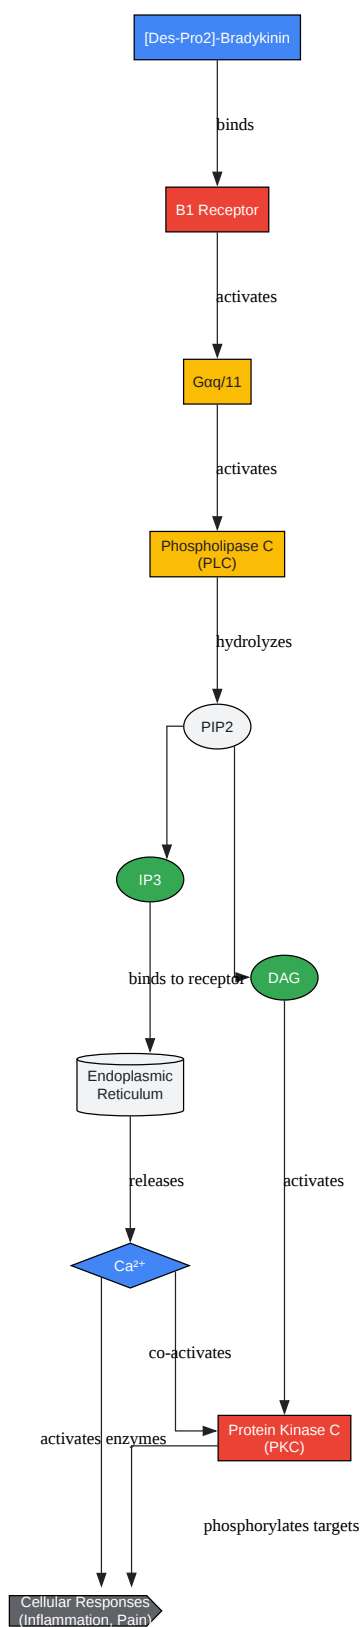 [Des-Pro2]-Bradykinin
binds
B1 Receptor
activates
Gαq/11
activates
Phospholipase C
(PLC)
hydrolyzes
PIP2
IP3
binds to receptor
DAG
Endoplasmic
Reticulum
releases
activates
Ca²⁺
co-activates
Protein Kinase C
(PKC)
activates enzymes
phosphorylates targets
Cellular Responses
(Inflammation, Pain)